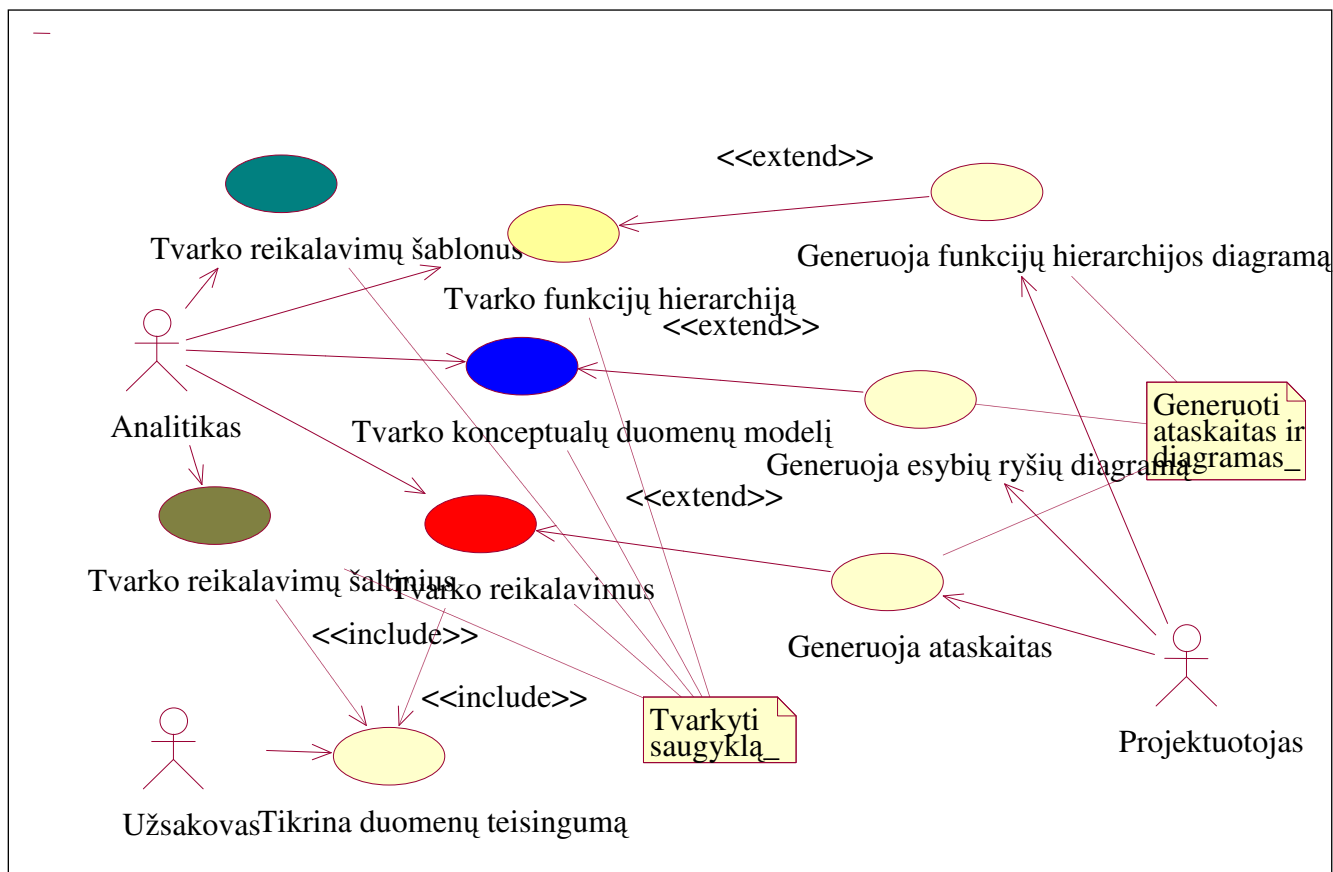 <<extend>>
Tvarko reikalavimų šablonus
Generuoja funkcijų hierarchijos diagramą
Tvarko funkcijų hierarchiją
<<extend>>
Analitikas
Tvarko konceptualų duomenų modelį
Generuoti
ataskaitas ir
diagramas_
Generuoja esybių ryšių diagramą
<<extend>>
Tvarko reikalavimų šaltinius
Tvarko reikalavimus
<<include>>
Generuoja ataskaitas
<<include>>
Tvarkyti
saugyklą_
Projektuotojas
Užsakovas
Tikrina duomenų teisingumą